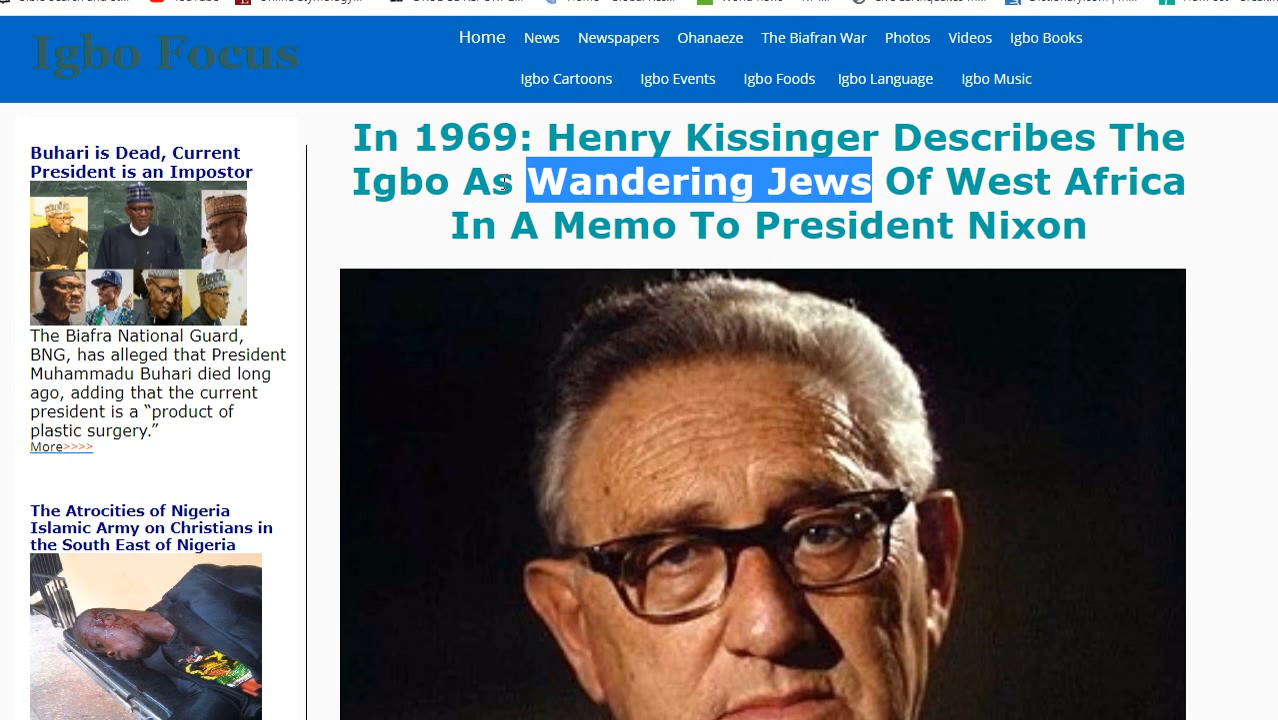 Igbo Focus
Home News Newspapers Ohanaeze The Biafran War Photos Videos Igbo Books
Igbo Cartoons Igbo Events Igbo Foods Igbo Language Igbo Music
Buhari is Dead, Current
President is an Impostor
The Biafra National Guard,
BNG, has alleged that President
Muhammadu Buhari died long
ago, adding that the current
president is a “product of
plastic surgery.”
More>>>>
The Atrocities of Nigeria
Islamic Army on Christians in
the South East of Nigeria
In 1969: Henry Kissinger Describes The
Igbo As Wandering Jews Of West Africa
In A Memo To President Nixon